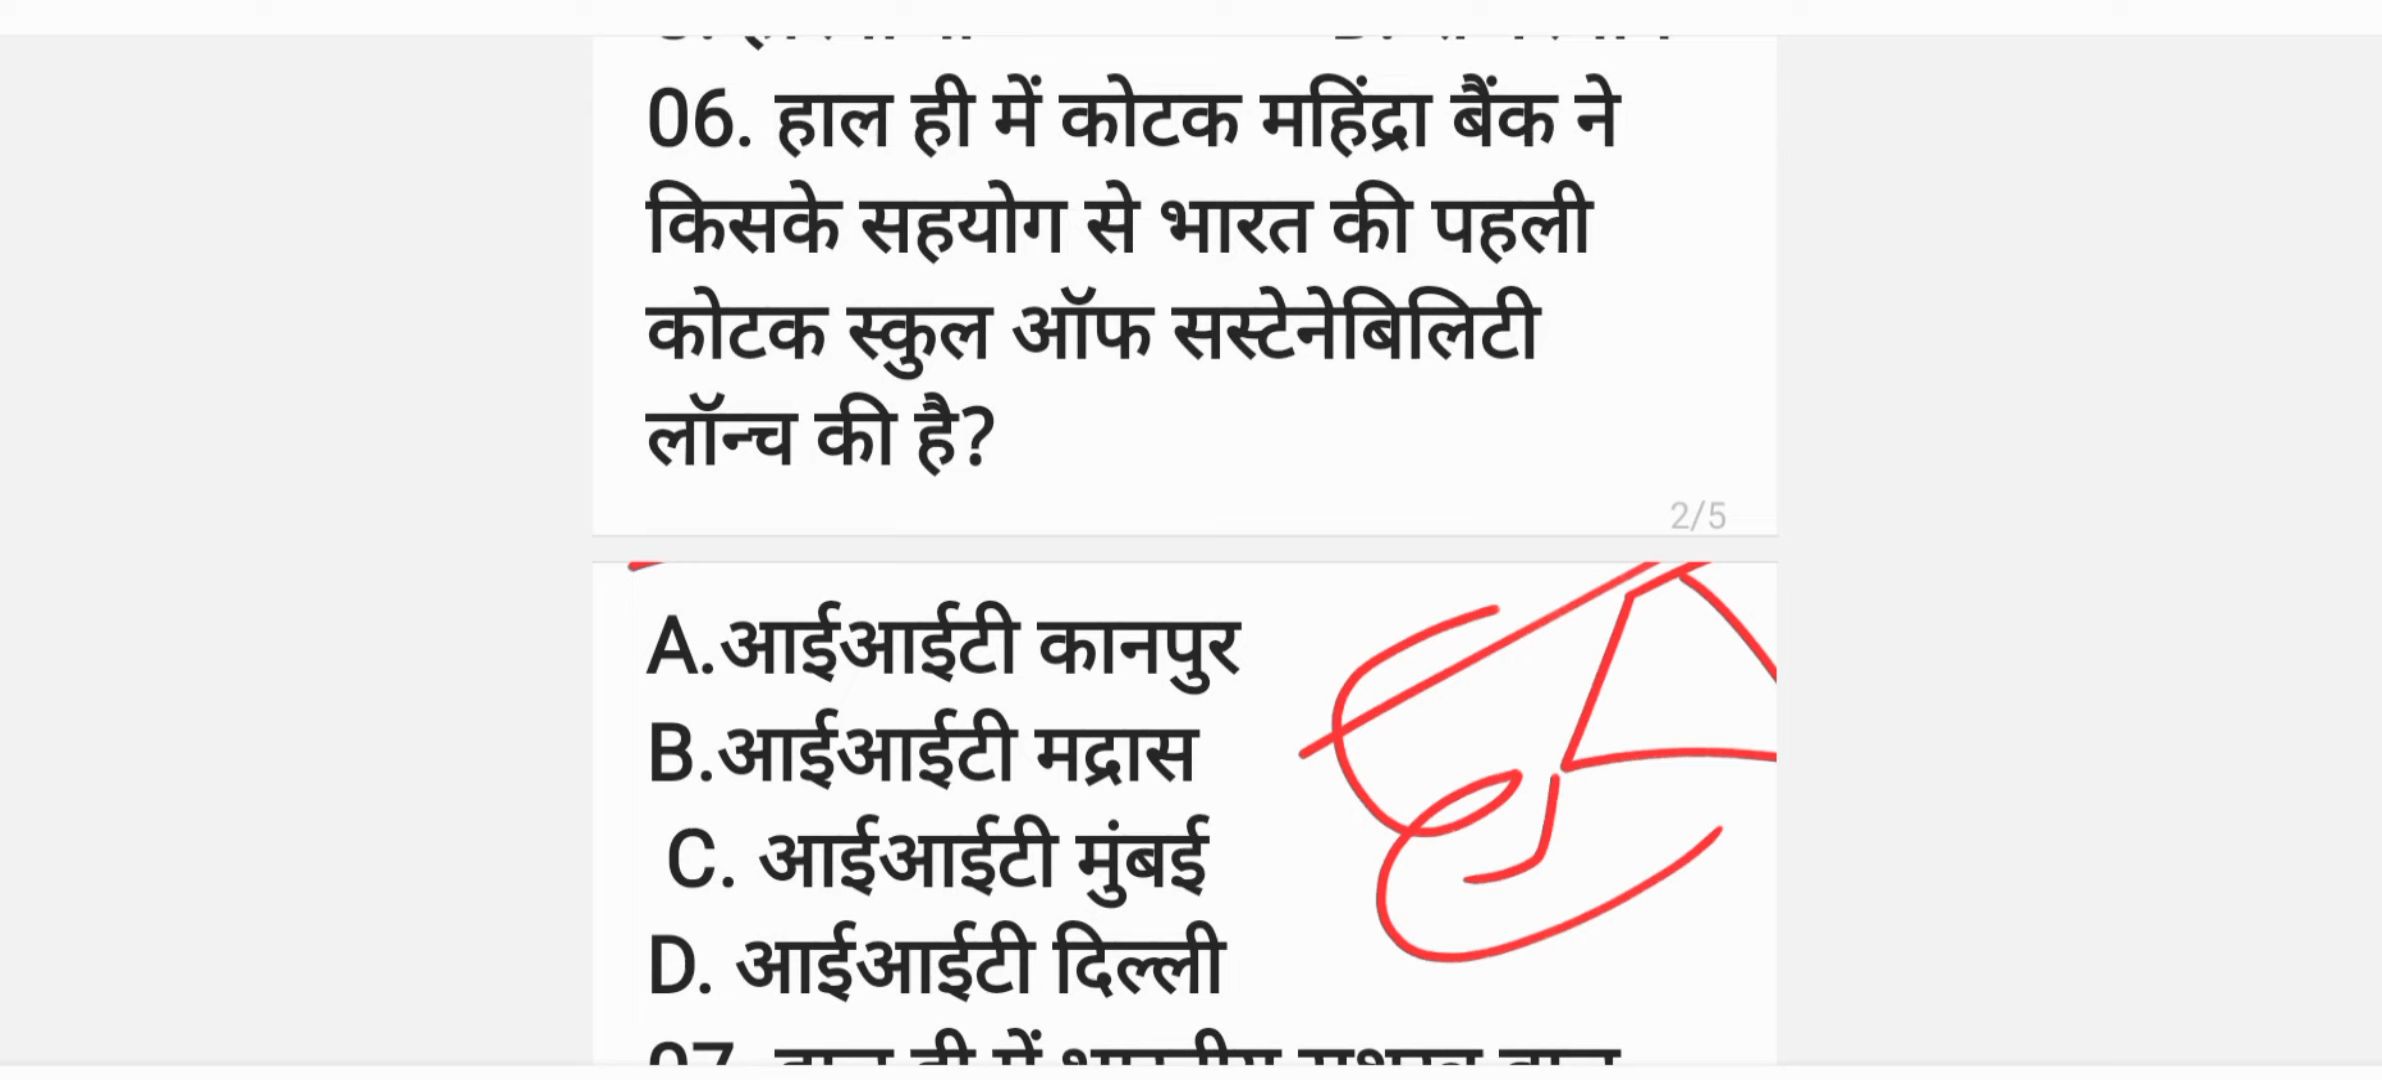 06. हाल ही में कोटक महिंद्रा बैंक ने
किसके सहयोग से भारत की पहली
कोटक स्कुल ऑफ सस्टेनेबिलिटी
लॉन्च की है?
2/5
A.आईआईटी कानपुर
B.आईआईटी मद्रास
C. आईआईटी मुंबई
D. आईआईटी दिल्ली